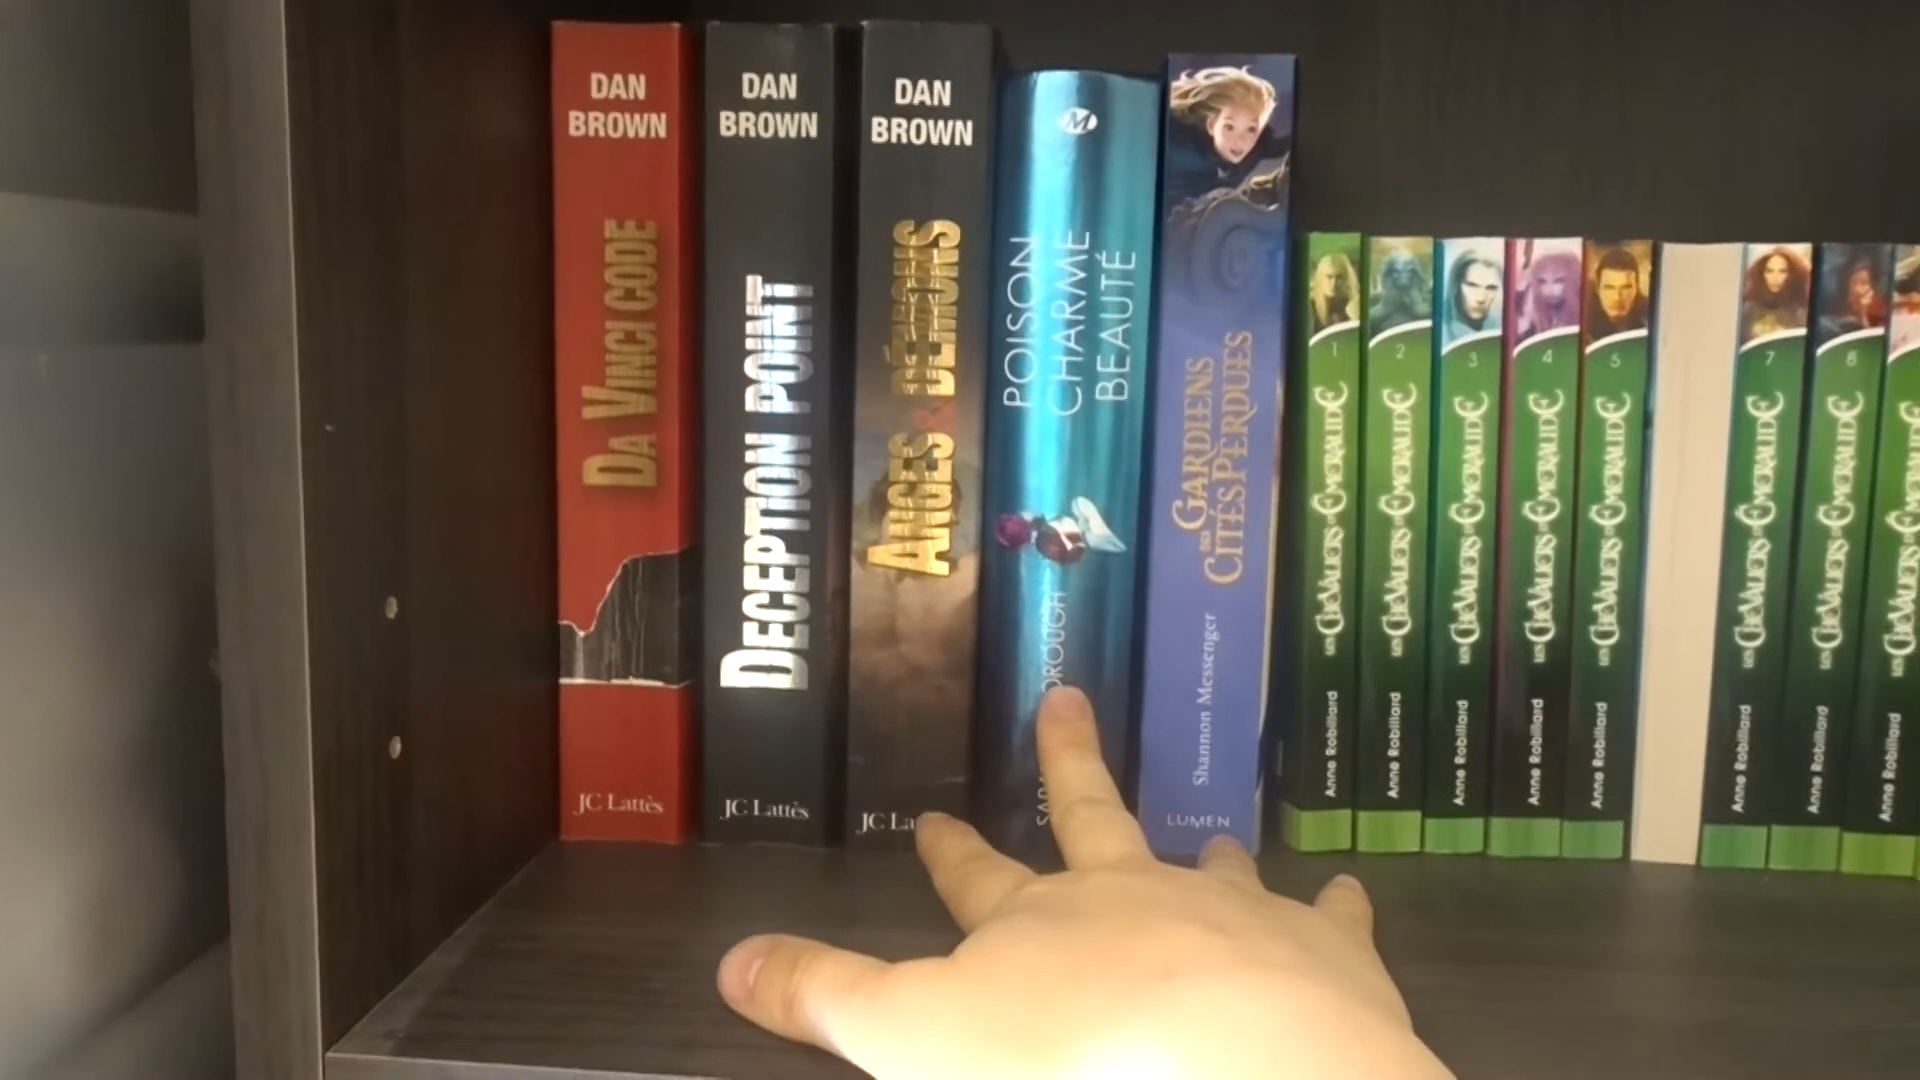 DAN
BROWN
DA VINCI CODE
JC Lattès
DAN
BROWN
DECEPTION POINT
JC Lattès
DAN
BROWN
ANGES & DÉMONS
JC La
M
POISON
CHARME
BEAUTÉ
GARDIENS
DES CITÉS PERDUES
Shannon Messenger
LUMEN
1
LES CHEVALIERS D'ÉMERAUDE
Anne Robillard
2
LES CHEVALIERS D'ÉMERAUDE
Anne Robillard
3
LES CHEVALIERS D'ÉMERAUDE
Anne Robillard
4
LES CHEVALIERS D'ÉMERAUDE
Anne Robillard
5
LES CHEVALIERS D'ÉMERAUDE
Anne Robillard
7
LES CHEVALIERS D'ÉMERAUDE
Anne Robillard
8
LES CHEVALIERS D'ÉMERAUDE
Anne Robillard
LES CHEVALIERS D'ÉMERAUDE
Anne Robillard